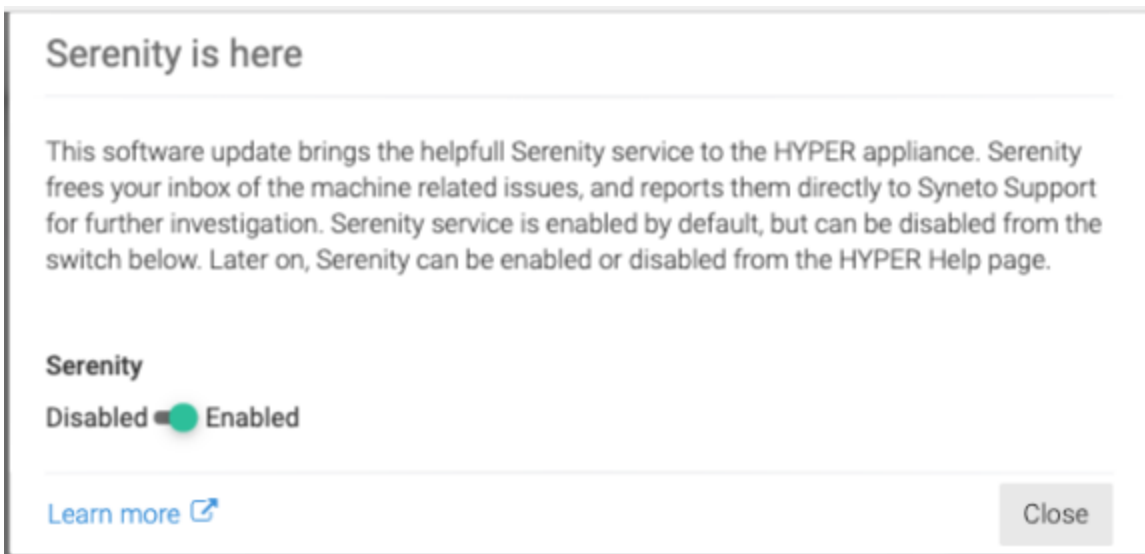 Serenity is here
This software update brings the helpfull Serenity service to the HYPER appliance. Serenity
frees your inbox of the machine related issues, and reports them directly to Syneto Support
for further investigation. Serenity service is enabled by default, but can be disabled from the
switch below. Later on, Serenity can be enabled or disabled from the HYPER Help page.
Serenity
Disabled Enabled
Learn more
Close